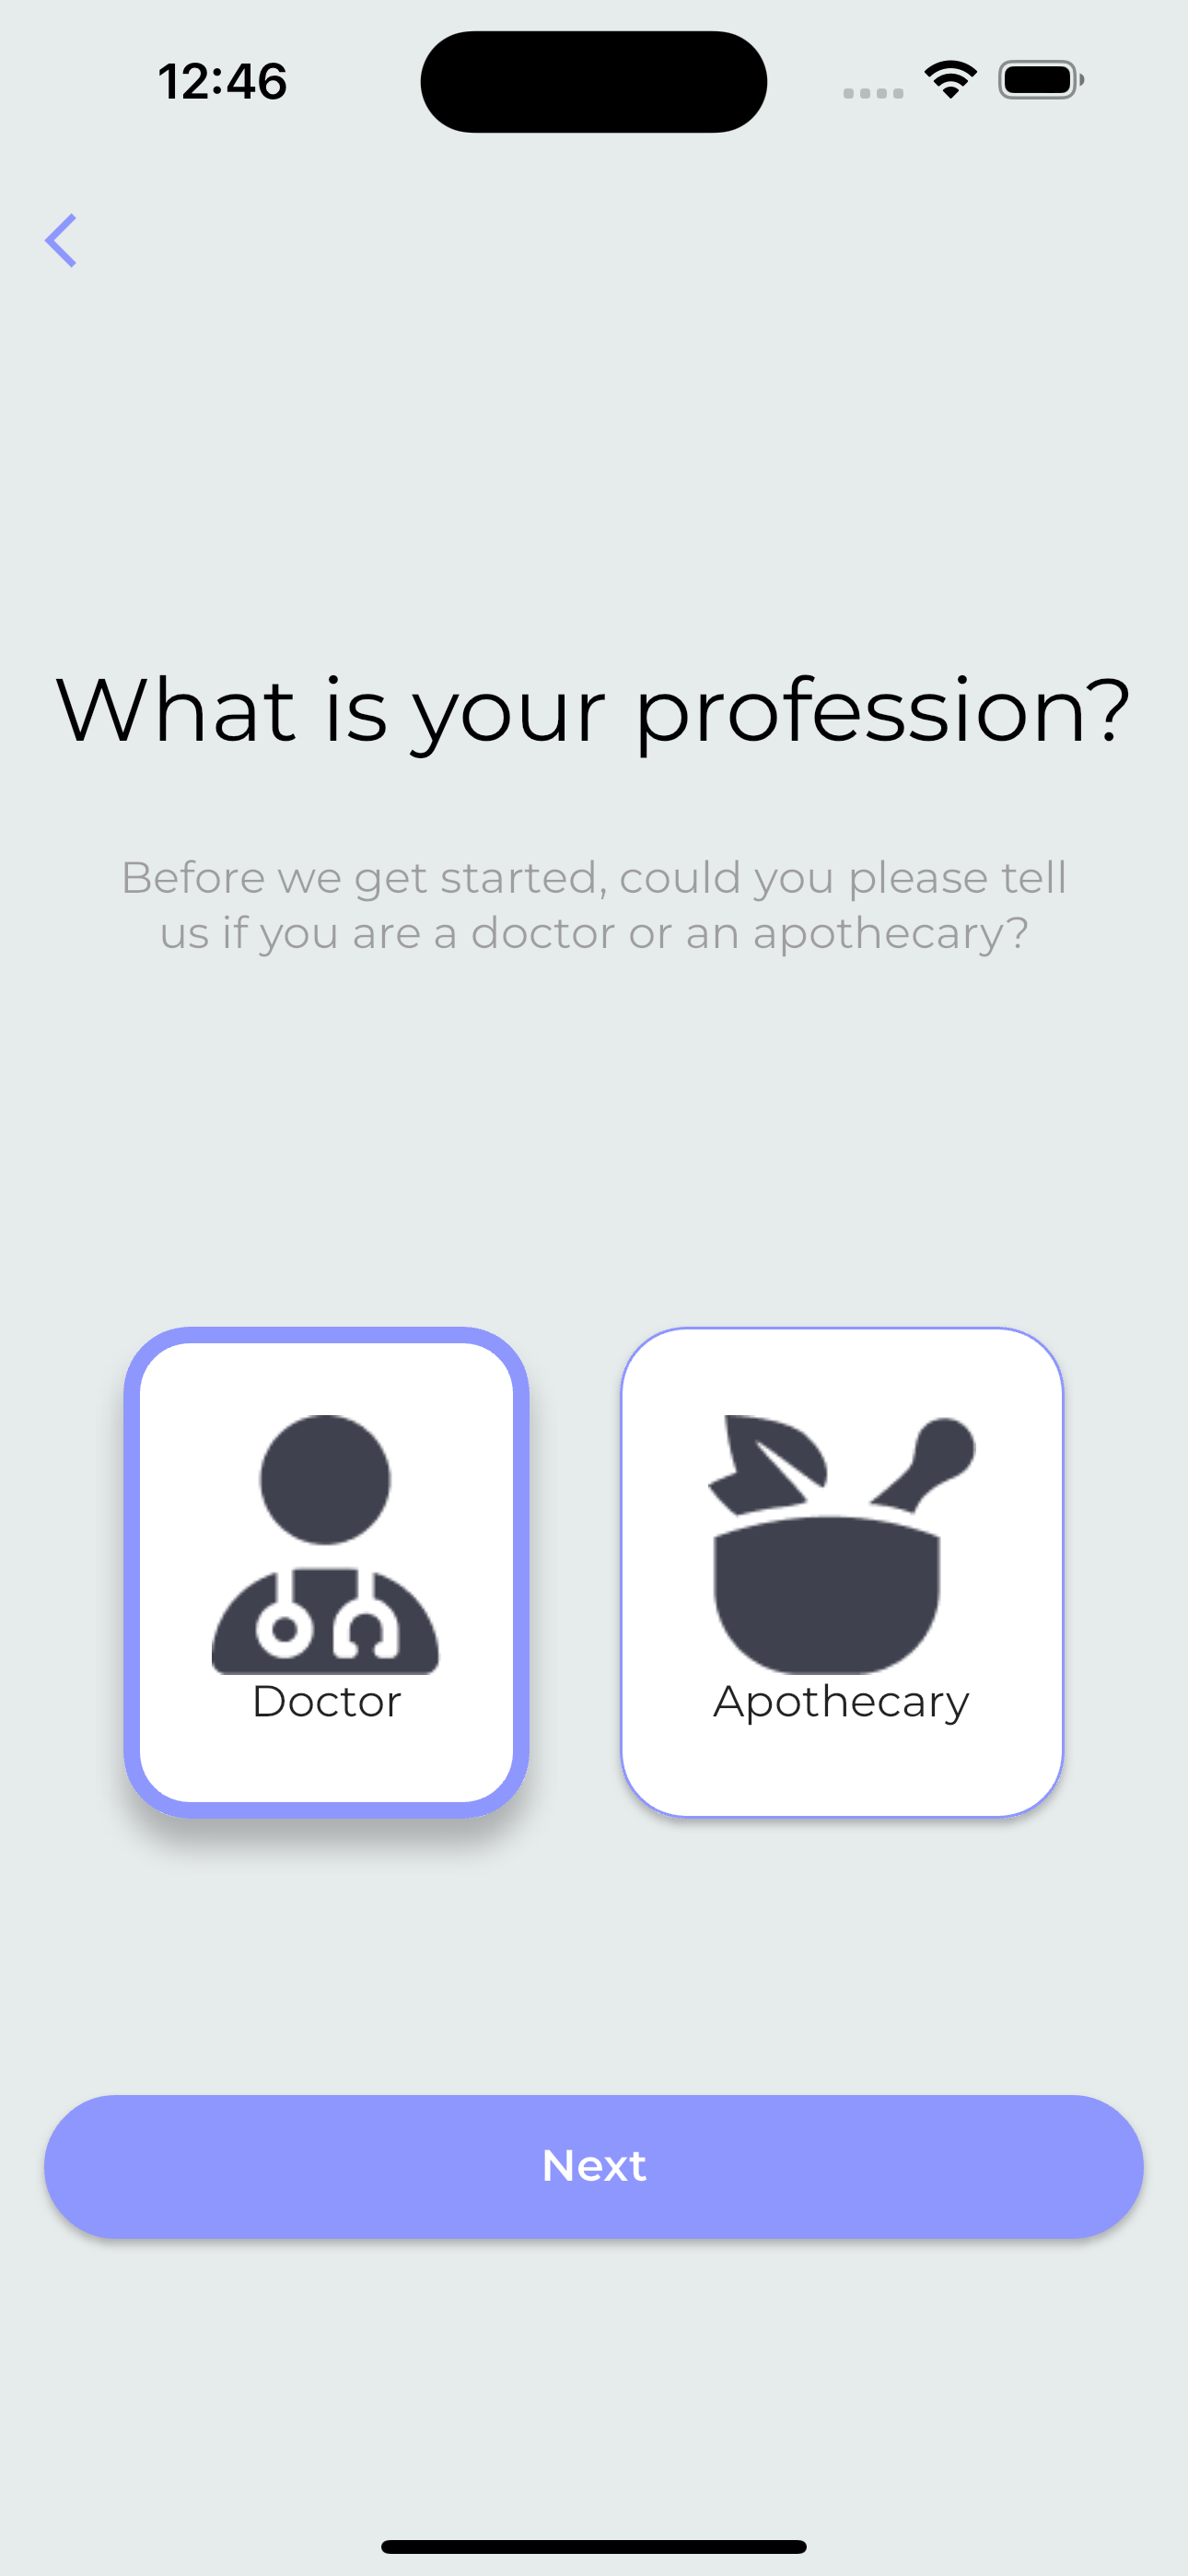 12:46
What is your profession?
Before we get started, could you please tell
us if you are a doctor or an apothecary?
Doctor
Apothecary
Next